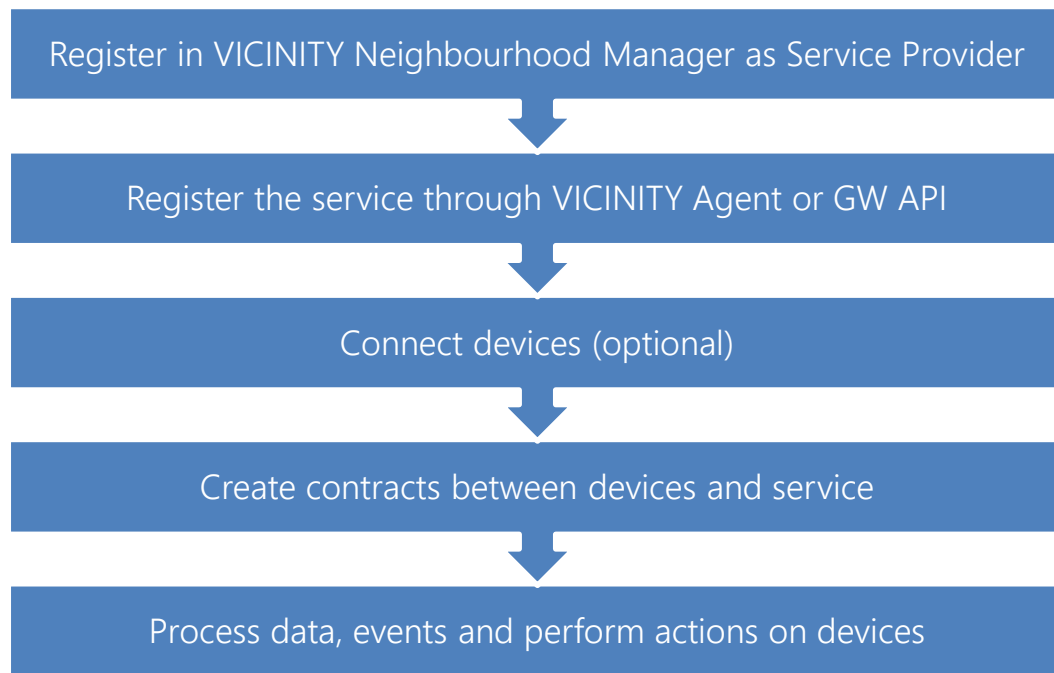 Register in VICINITY Neighbourhood Manager as Service Provider
Register the service through VICINITY Agent or GW API
Connect devices (optional)
Create contracts between devices and service
Process data, events and perform actions on devices